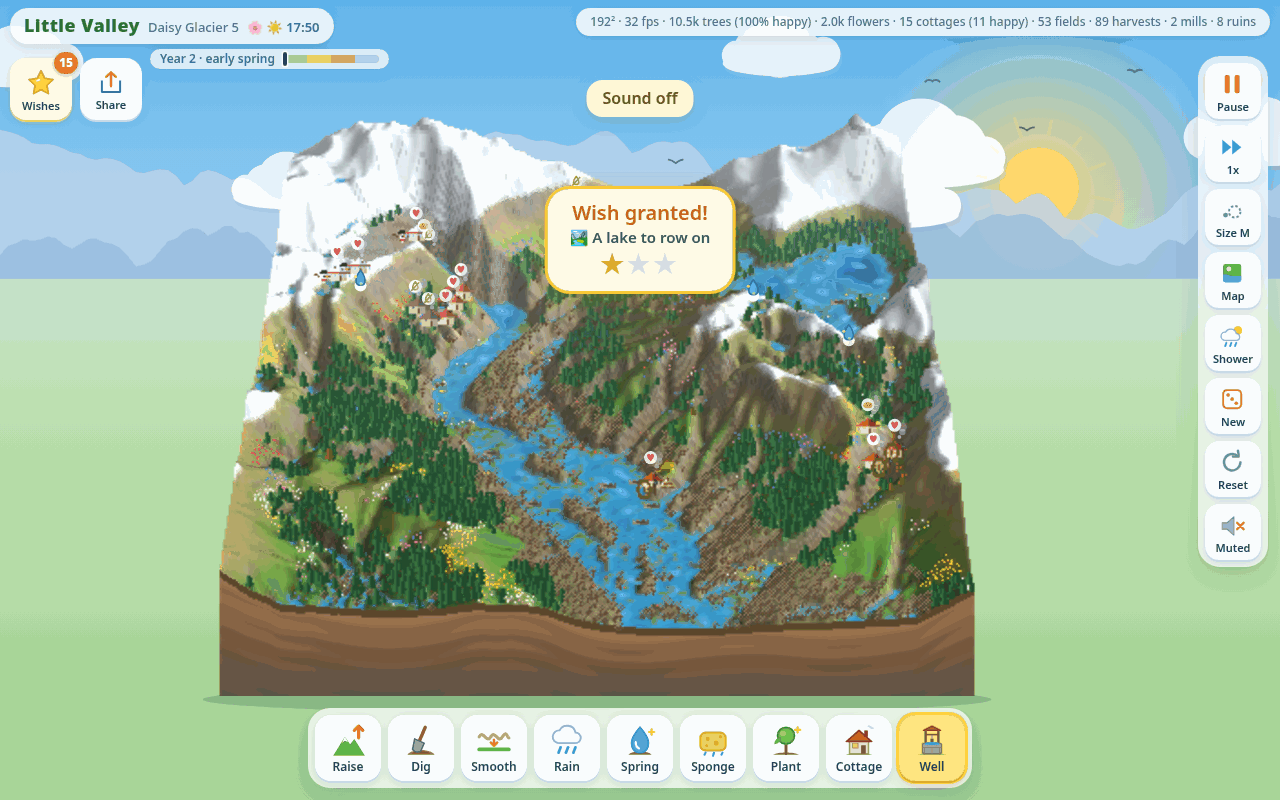 Little Valley Daisy Glacier 5 17:50
192² · 32 fps · 10.5k trees (100% happy) · 2.0k flowers · 15 cottages (11 happy) · 53 fields · 89 harvests · 2 mills · 8 ruins
Year 2 · early spring
15
Wishes
Share
Sound off
Wish granted!
A lake to row on
Pause
1x
Size M
Map
Shower
New
Reset
Muted
Raise
Dig
Smooth
Rain
Spring
Sponge
Plant
Cottage
Well